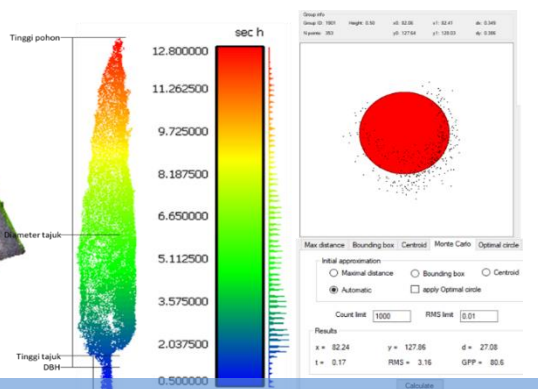 Tinggi pohon
Diameter tajuk
Tinggi tajuk
DBH
sec h
12.800000
11.262500
9.725000
8.187500
6.650000
5.112500
3.575000
2.037500
0.500000
Group info
Group ID: 1001 Height: 0.50 x0: 82.06 x1: 82.41 dx: 0.349
N points: 353 y0: 127.64 y1: 128.03 dy: 0.386
Max distance Bounding box Centroid Monte Carlo Optimal circle
Initial approximation
Maximal distance Bounding box Centroid
Automatic apply Optimal circle
Count limit 1000 RMS limit 0.01
Results
x = 82.24 y = 127.86 d = 27.08
t = 0.17 RMS = 3.16 GPP = 80.6
Calculate